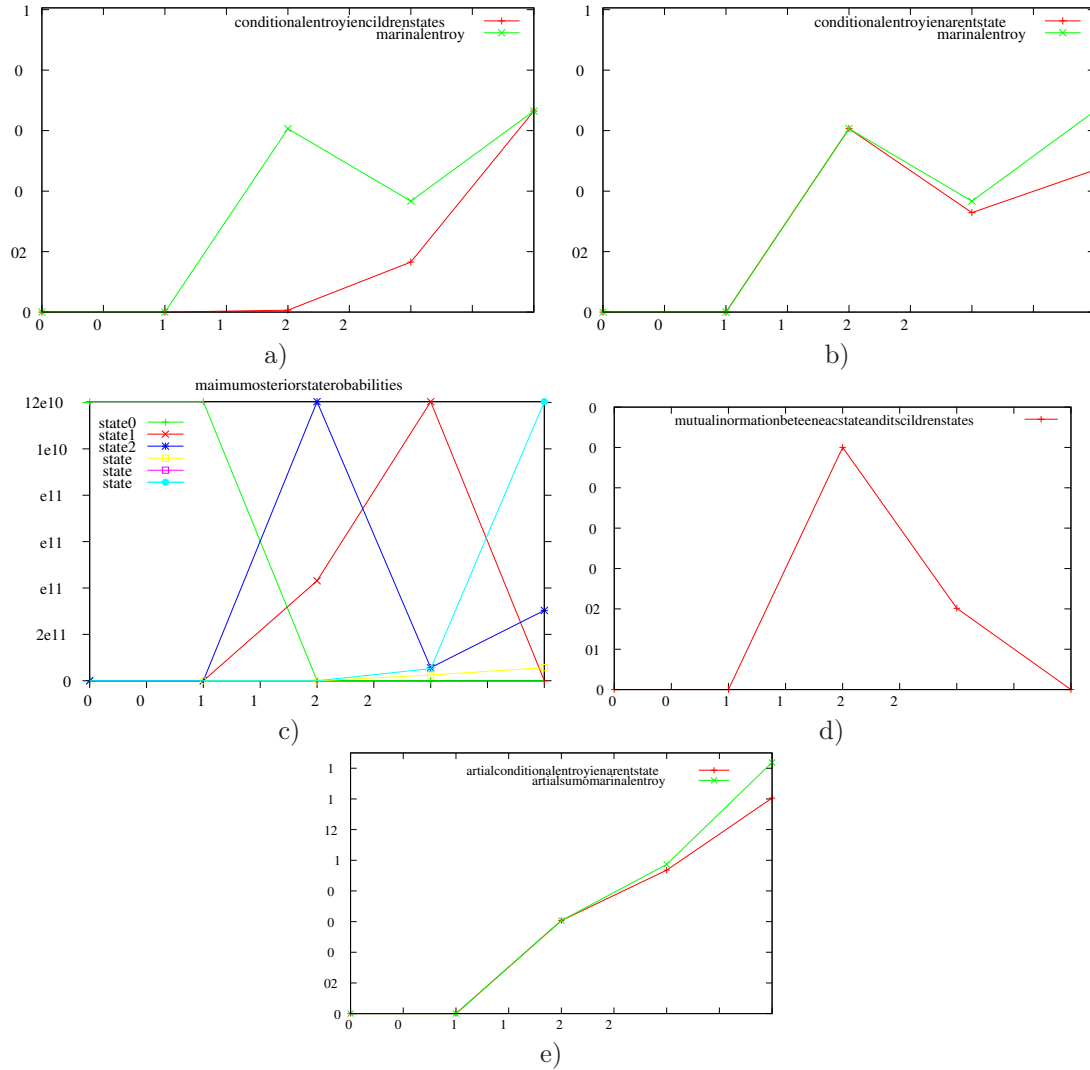 conditionalentroyiencildrenstates
marinalentroy
1
0
0
0
02
0
0 0 1 1 2 2
a)
conditionalentroyienarentstate
marinalentroy
1
0
0
0
02
0
0 0 1 1 2 2
b)
maimumosteriorstaterobabilities
state0
state1
state2
state
state
state
12e10
1e10
e11
e11
e11
2e11
0
0 0 1 1 2 2
c)
mutualinormationbeteeneacstateanditscildrenstates
0
0
0
0
0
02
01
0
0 0 1 1 2 2
d)
artialconditionalentroyienarentstate
artialsumomarinalentroy
1
1
12
1
0
0
0
02
0
0 0 1 1 2 2
e)